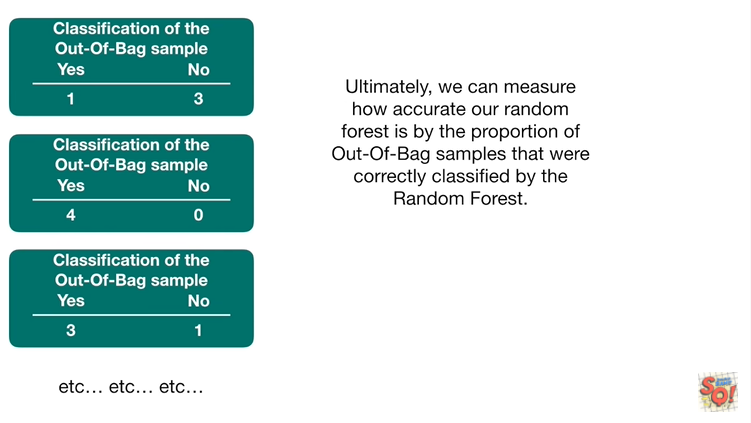 Classification of the
Out-Of-Bag sample
Yes No
1 3
Classification of the
Out-Of-Bag sample
Yes No
4 0
Classification of the
Out-Of-Bag sample
Yes No
3 1
etc... etc... etc...
Ultimately, we can measure
how accurate our random
forest is by the proportion of
Out-Of-Bag samples that were
correctly classified by the
Random Forest.
SQ!